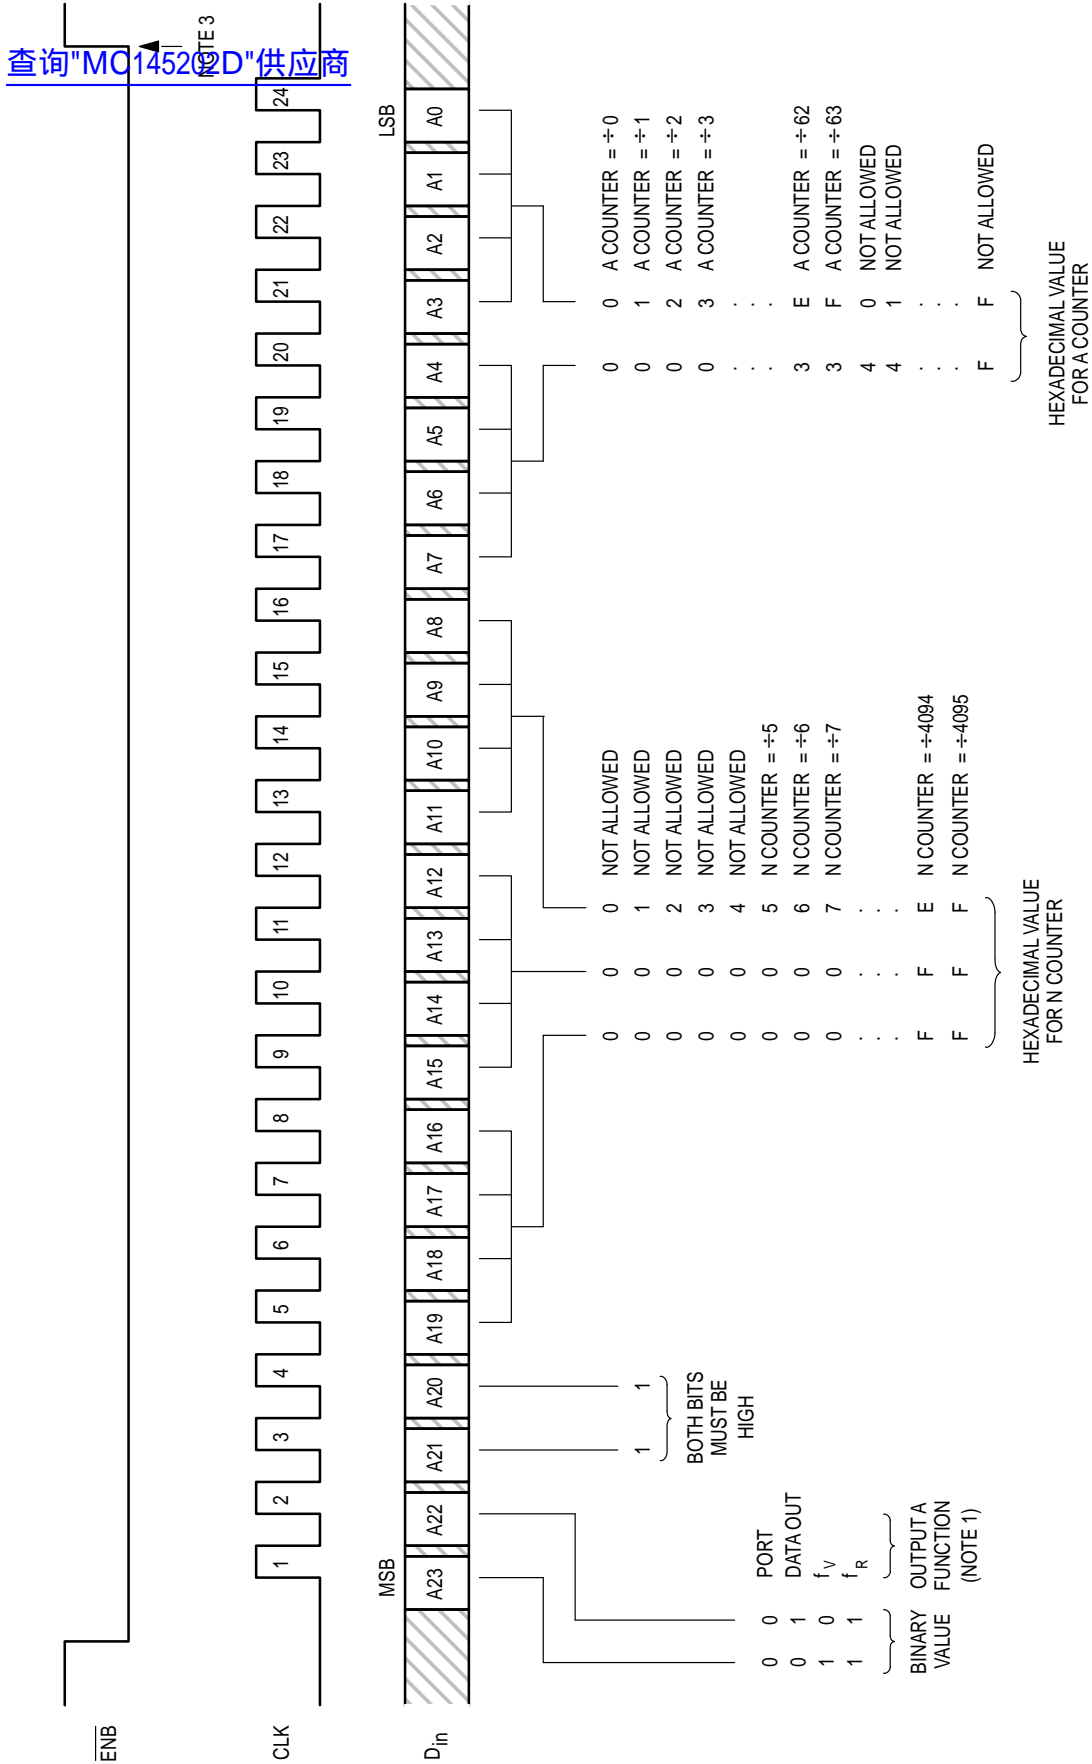 查询"MC145202D"供应商
ENB
NOTE 3
CLK
1 2 3 4 5 6 7 8 9 10 11 12 13 14 15 16 17 18 19 20 21 22 23 24
MSB LSB
Din
A23 A22 A21 A20 A19 A18 A17 A16 A15 A14 A13 A12 A11 A10 A9 A8 A7 A6 A5 A4 A3 A2 A1 A0
0 0 PORT
0 1 DATA OUT
1 0 fV
1 1 fR
BINARY
VALUE
OUTPUT A
FUNCTION
(NOTE 1)
1 1
BOTH BITS
MUST BE
HIGH
0 0 0 NOT ALLOWED
0 0 1 NOT ALLOWED
0 0 2 NOT ALLOWED
0 0 3 NOT ALLOWED
0 0 4 NOT ALLOWED
0 0 5 N COUNTER = ÷5
0 0 6 N COUNTER = ÷6
0 0 7 N COUNTER = ÷7
. . .
. . .
. . .
F F E N COUNTER = ÷4094
F F F N COUNTER = ÷4095
HEXADECIMAL VALUE
FOR N COUNTER
0 0 A COUNTER = ÷0
0 1 A COUNTER = ÷1
0 2 A COUNTER = ÷2
0 3 A COUNTER = ÷3
. .
. .
. .
3 E A COUNTER = ÷62
3 F A COUNTER = ÷63
4 0 NOT ALLOWED
4 1 NOT ALLOWED
. .
. .
. .
F F NOT ALLOWED
HEXADECIMAL VALUE
FOR A COUNTER